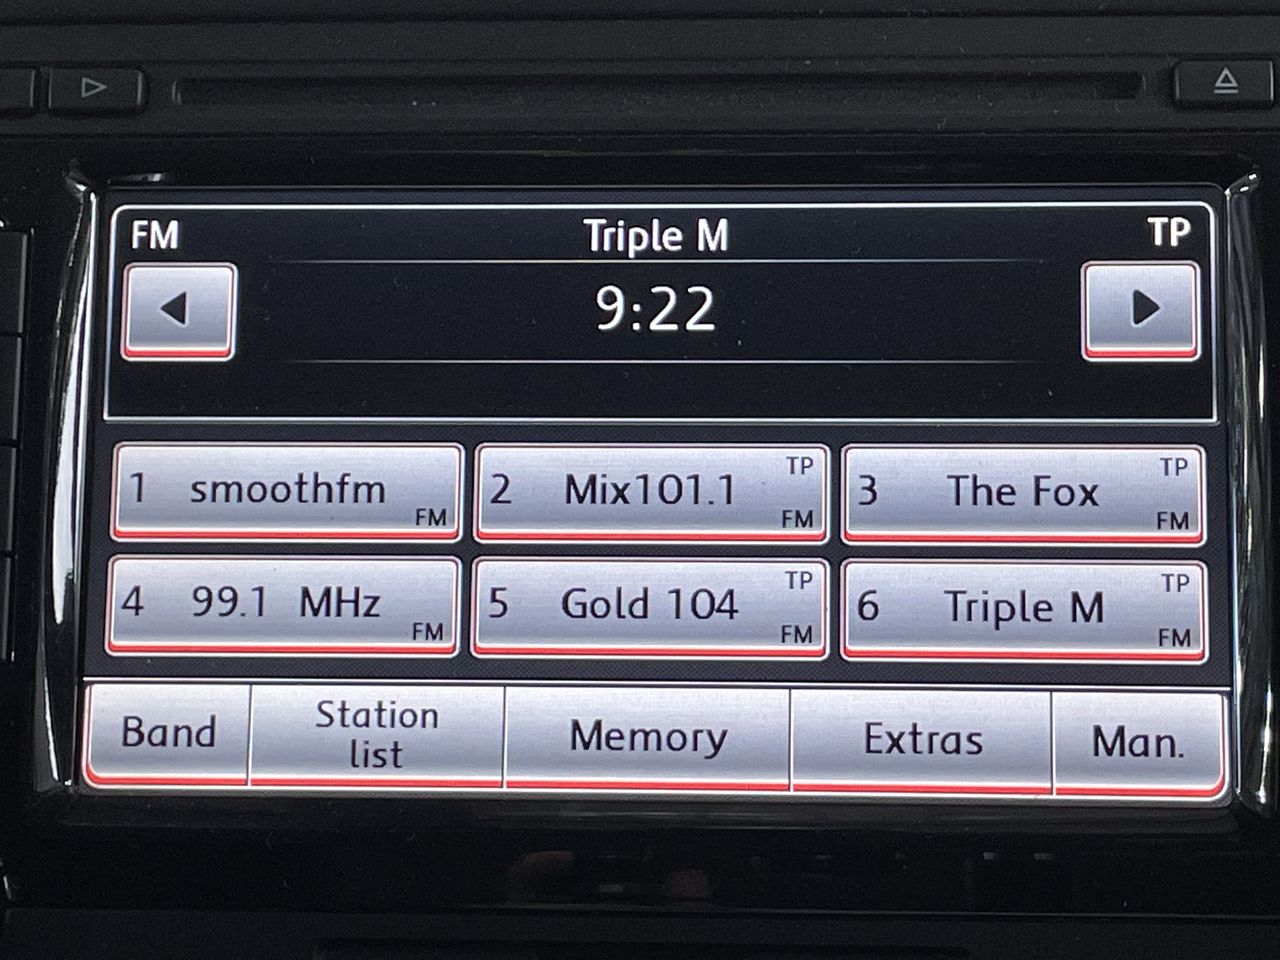 FM Triple M TP
9:22
1 smoothfm FM
2 Mix101.1 TP FM
3 The Fox TP FM
4 99.1 MHz FM
5 Gold 104 TP FM
6 Triple M TP FM
Band
Station
list
Memory
Extras
Man.